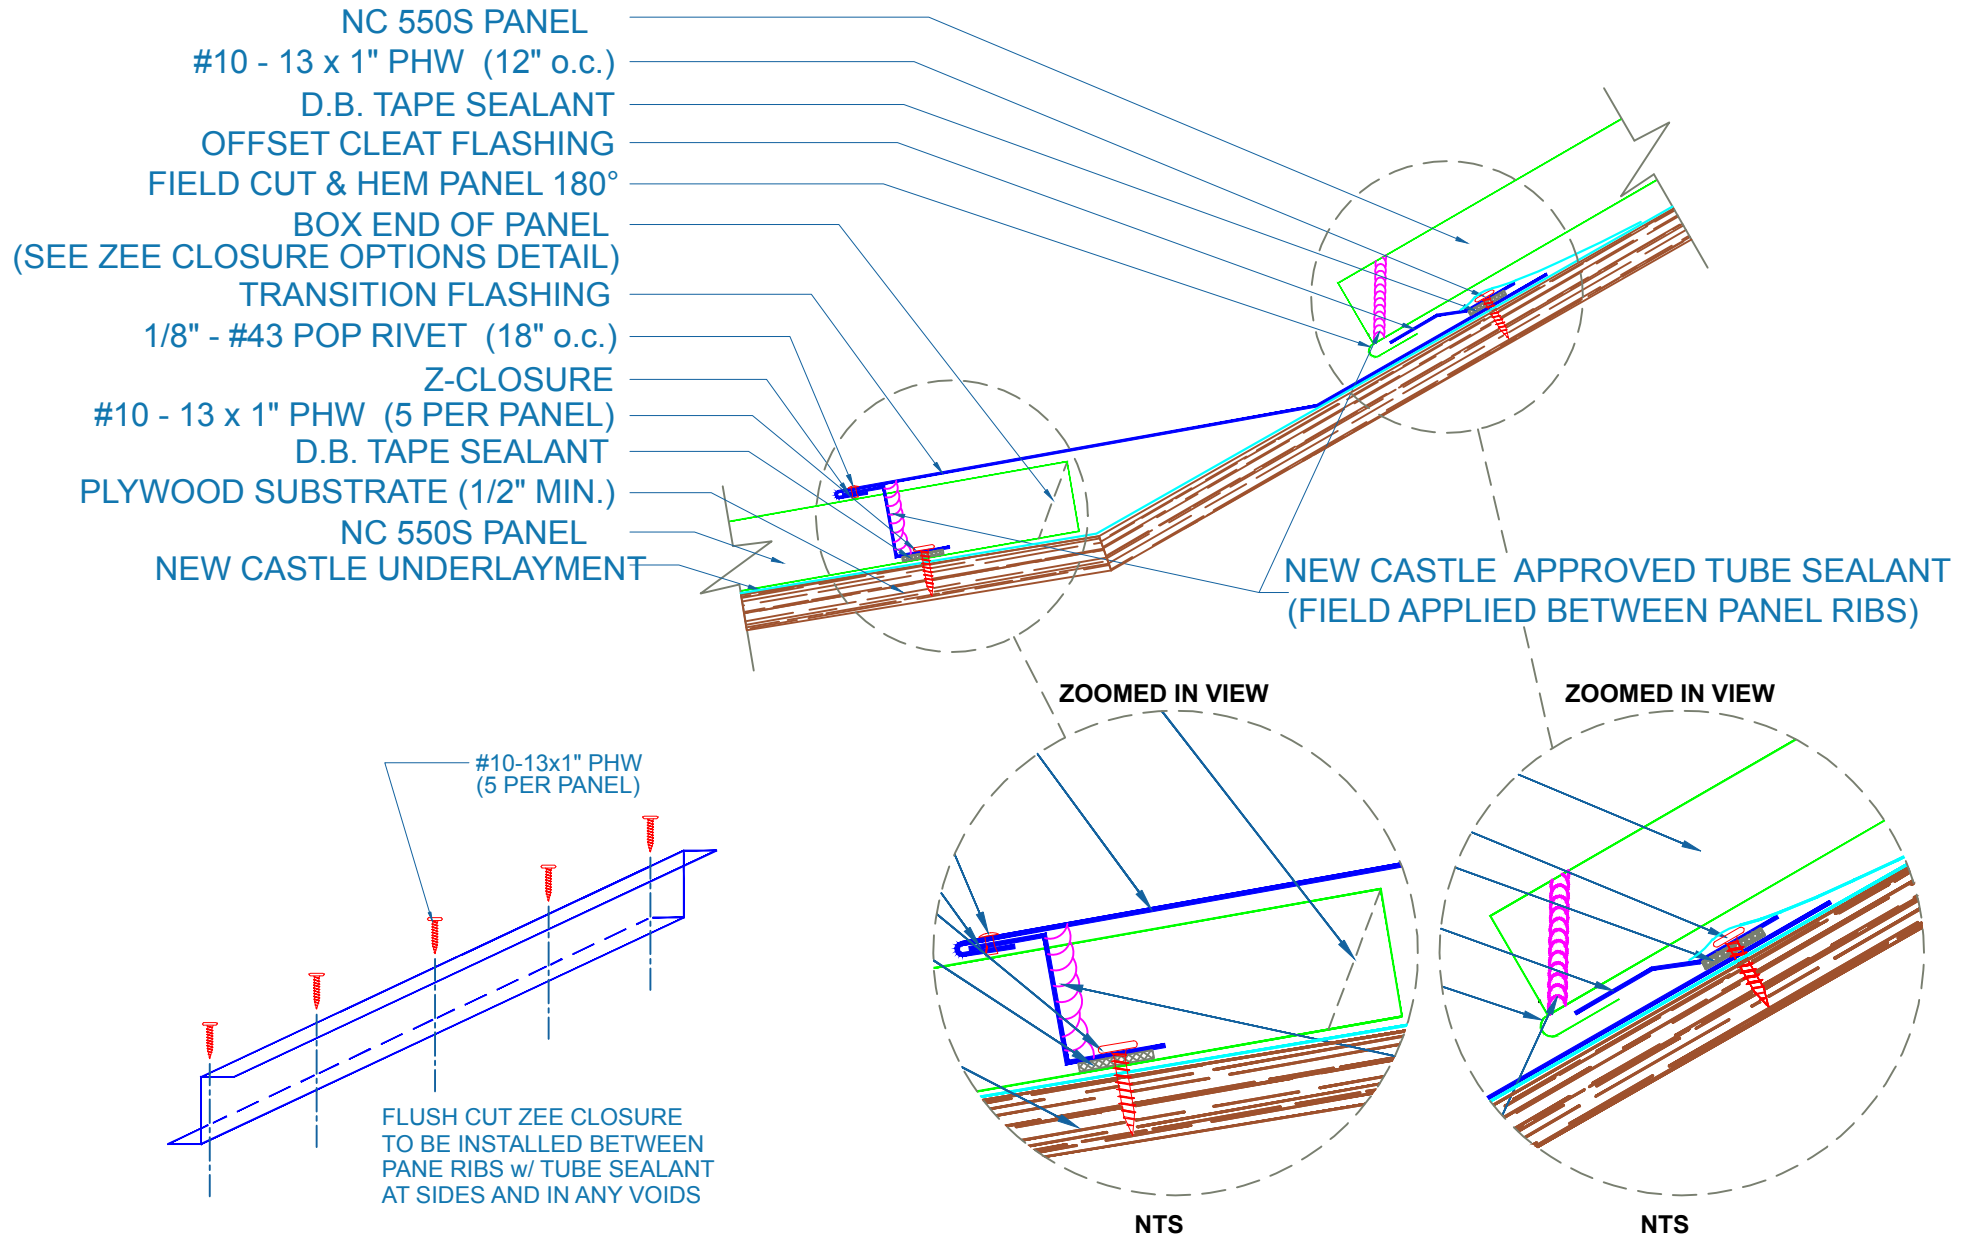 NC 550S PANEL
#10 - 13 x 1" PHW (12" o.c.)
D.B. TAPE SEALANT
OFFSET CLEAT FLASHING
FIELD CUT & HEM PANEL 180°
BOX END OF PANEL
(SEE ZEE CLOSURE OPTIONS DETAIL)
TRANSITION FLASHING
1/8" - #43 POP RIVET (18" o.c.)
Z-CLOSURE
#10 - 13 x 1" PHW (5 PER PANEL)
D.B. TAPE SEALANT
PLYWOOD SUBSTRATE (1/2" MIN.)
NC 550S PANEL
NEW CASTLE UNDERLAYMENT
NEW CASTLE APPROVED TUBE SEALANT
(FIELD APPLIED BETWEEN PANEL RIBS)
ZOOMED IN VIEW
ZOOMED IN VIEW
#10-13x1" PHW
(5 PER PANEL)
FLUSH CUT ZEE CLOSURE
TO BE INSTALLED BETWEEN
PANE RIBS w/ TUBE SEALANT
AT SIDES AND IN ANY VOIDS
NTS
NTS